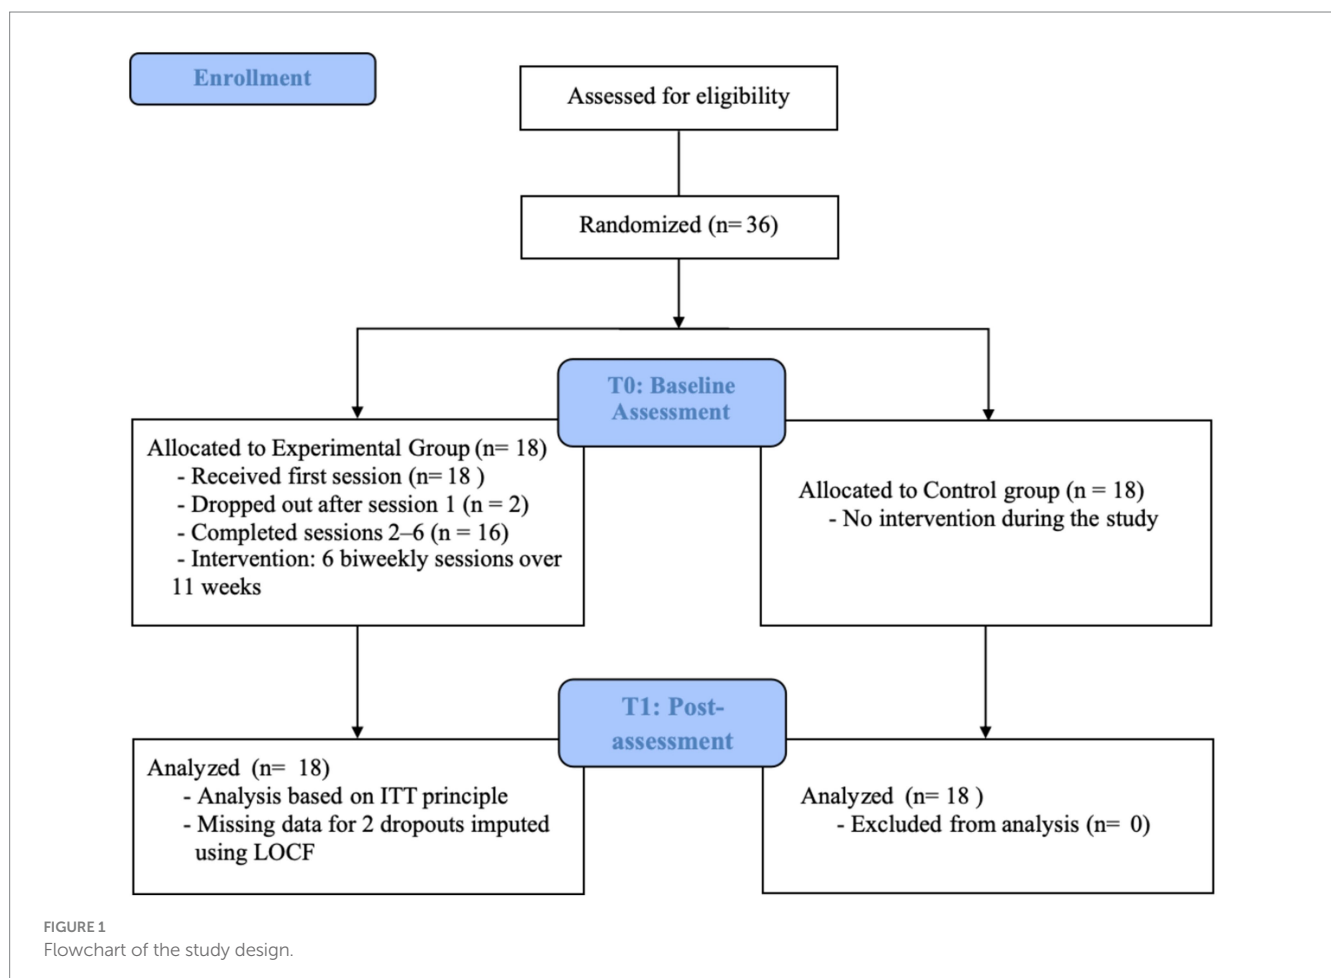 Enrollment
Assessed for eligibility
Randomized (n= 36)
T0: Baseline
Assessment
Allocated to Experimental Group (n= 18)
- Received first session (n= 18 )
- Dropped out after session 1 (n = 2)
- Completed sessions 2–6 (n = 16)
- Intervention: 6 biweekly sessions over
11 weeks
Allocated to Control group (n = 18)
- No intervention during the study
T1: Post-
assessment
Analyzed (n= 18)
- Analysis based on ITT principle
- Missing data for 2 dropouts imputed
using LOCF
Analyzed (n= 18 )
- Excluded from analysis (n= 0)
FIGURE 1
Flowchart of the study design.